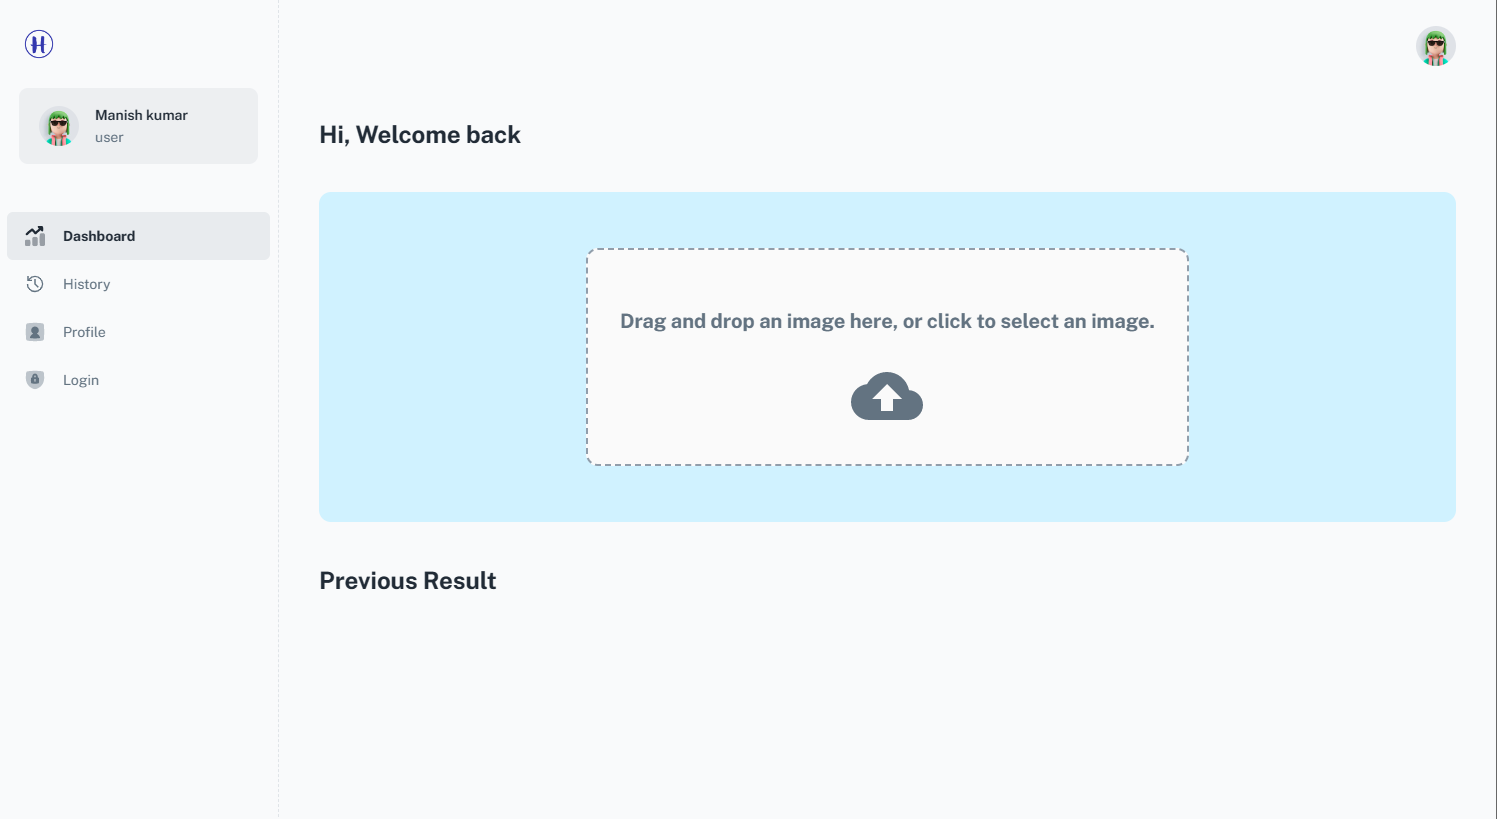 H
Manish kumar
user
Dashboard
History
Profile
Login
Hi, Welcome back
Drag and drop an image here, or click to select an image.
Previous Result